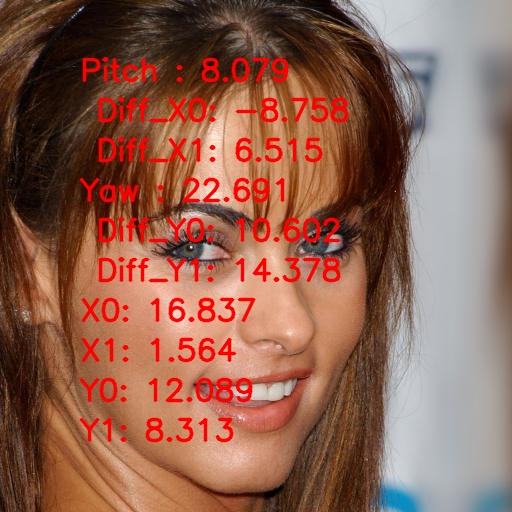 Pitch : 8.079
Diff_X0: -8.758
Diff_X1: 6.515
Yaw : 22.691
Diff_Y0: 10.602
Diff_Y1: 14.378
X0: 16.837
X1: 1.564
Y0: 12.089
Y1: 8.313